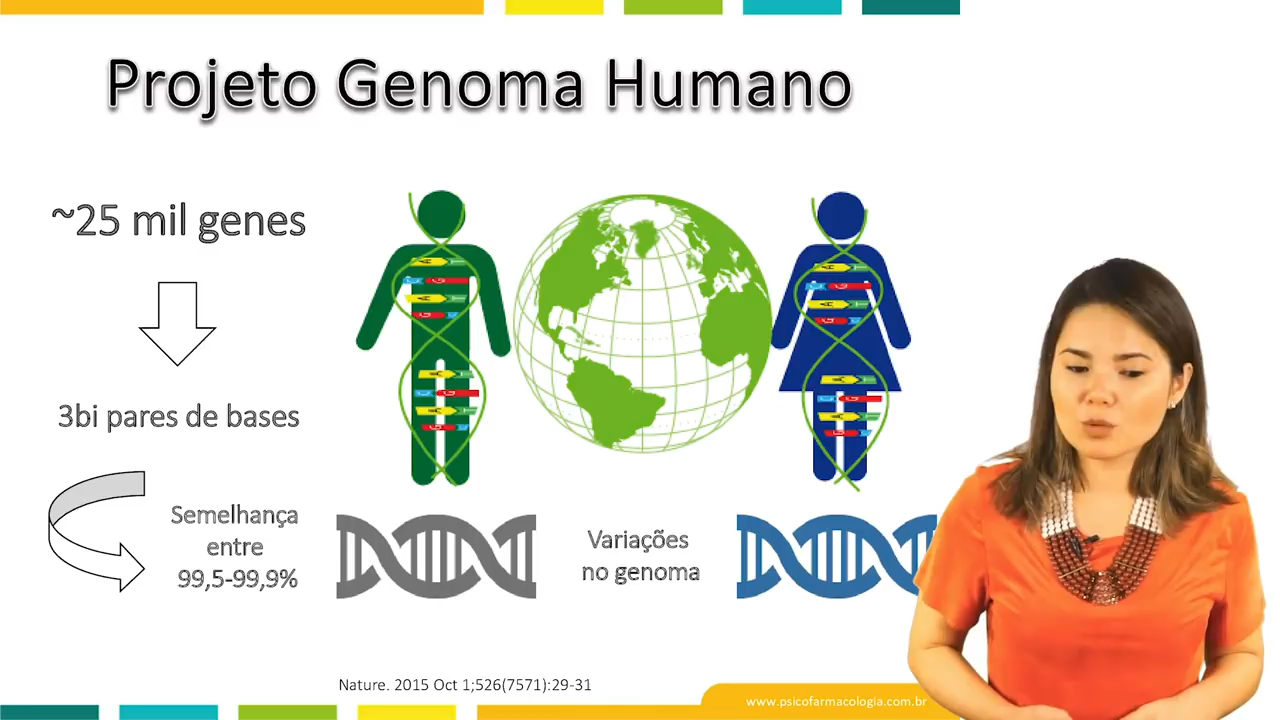 Projeto Genoma Humano
~25 mil genes
3bi pares de bases
Semelhança
entre
99,5-99,9%
Variações
no genoma
Nature. 2015 Oct 1;526(7571):29-31
www.psicofarmacologia.com.br